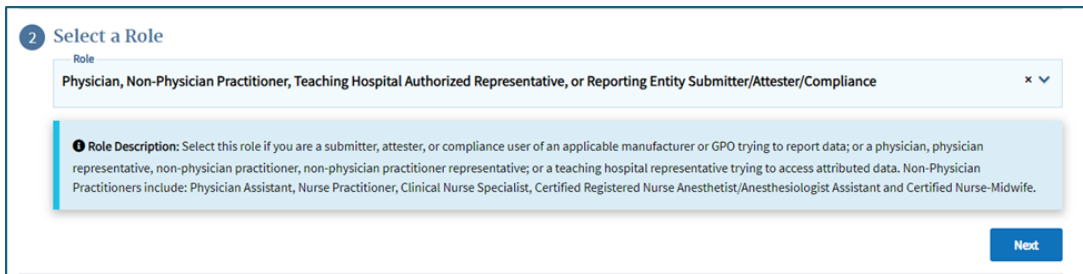 2 Select a Role
Role
Physician, Non-Physician Practitioner, Teaching Hospital Authorized Representative, or Reporting Entity Submitter/Attester/Compliance
Role Description: Select this role if you are a submitter, attester, or compliance user of an applicable manufacturer or GPO trying to report data; or a physician, physician
representative, non-physician practitioner, non-physician practitioner representative; or a teaching hospital representative trying to access attributed data. Non-Physician
Practitioners include: Physician Assistant, Nurse Practitioner, Clinical Nurse Specialist, Certified Registered Nurse Anesthetist/Anesthesiologist Assistant and Certified Nurse-Midwife.
Next